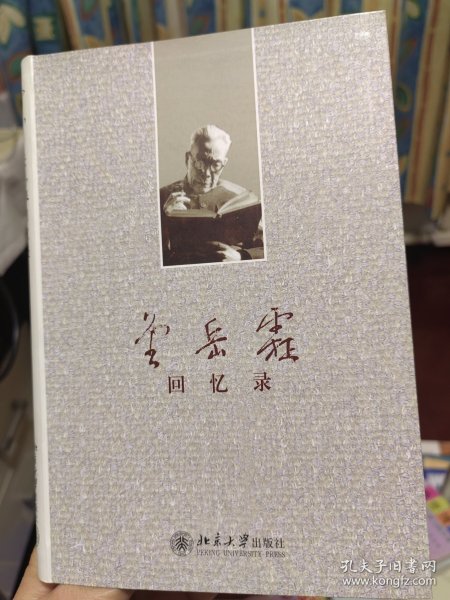 金岳霖
回忆录
北京大学出版社
PEKING UNIVERSITY PRESS
孔夫子旧书网
www.kongfz.com